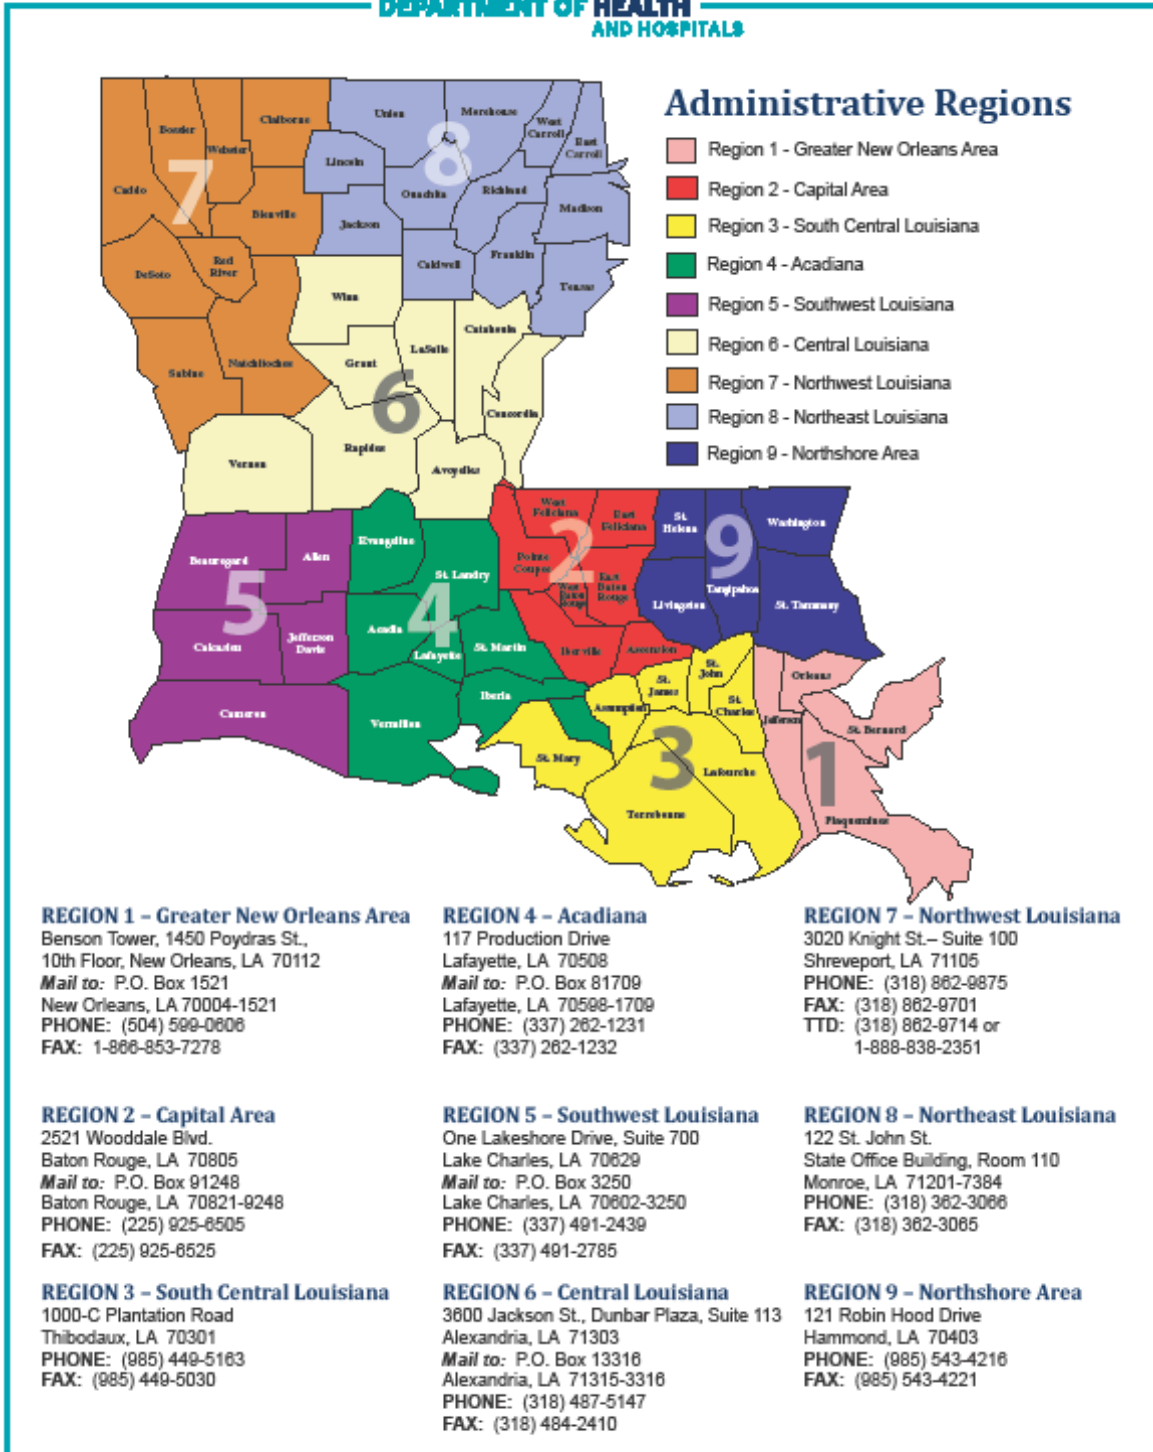 DEPARTMENT OF HEALTH
AND HOSPITALS
Administrative Regions
Region 1 - Greater New Orleans Area
Region 2 - Capital Area
Region 3 - South Central Louisiana
Region 4 - Acadiana
Region 5 - Southwest Louisiana
Region 6 - Central Louisiana
Region 7 - Northwest Louisiana
Region 8 - Northeast Louisiana
Region 9 - Northshore Area
7
Caddo
Bossier
Webster
Claiborne
Bienville
DeSoto
Red
River
Sabine
Natchitoches
8
Union
Morehouse
West
Carroll
East
Carroll
Lincoln
Ouachita
Richland
Madison
Jackson
Caldwell
Franklin
Tensas
6
Winn
Grant
LaSalle
Catahoula
Concordia
Vernon
Rapides
Avoyelles
5
Beauregard
Allen
Calcasieu
Jefferson
Davis
Cameron
4
Evangeline
St. Landry
Acadia
Lafayette
St. Martin
Iberia
Vermilion
2
West
Feliciana
East
Feliciana
Pointe
Coupee
West
Baton
Rouge
East
Baton
Rouge
Iberville
Ascension
9
St.
Helena
Washington
Livingston
Tangipahoa
St. Tammany
3
St.
James
St.
John
St.
Charles
Assumption
St. Mary
Lafourche
Terrebonne
1
Orleans
Jefferson
St. Bernard
Plaquemines
REGION 1 – Greater New Orleans Area
Benson Tower, 1450 Poydras St.,
10th Floor, New Orleans, LA 70112
Mail to: P.O. Box 1521
New Orleans, LA 70004-1521
PHONE: (504) 599-0606
FAX: 1-866-853-7278
REGION 2 – Capital Area
2521 Wooddale Blvd.
Baton Rouge, LA 70805
Mail to: P.O. Box 91248
Baton Rouge, LA 70821-9248
PHONE: (225) 925-6505
FAX: (225) 925-6525
REGION 3 – South Central Louisiana
1000-C Plantation Road
Thibodaux, LA 70301
PHONE: (985) 449-5163
FAX: (985) 449-5030
REGION 4 – Acadiana
117 Production Drive
Lafayette, LA 70508
Mail to: P.O. Box 81709
Lafayette, LA 70598-1709
PHONE: (337) 262-1231
FAX: (337) 262-1232
REGION 5 – Southwest Louisiana
One Lakeshore Drive, Suite 700
Lake Charles, LA 70629
Mail to: P.O. Box 3250
Lake Charles, LA 70602-3250
PHONE: (337) 491-2439
FAX: (337) 491-2785
REGION 6 – Central Louisiana
3600 Jackson St., Dunbar Plaza, Suite 113
Alexandria, LA 71303
Mail to: P.O. Box 13316
Alexandria, LA 71315-3316
PHONE: (318) 487-5147
FAX: (318) 484-2410
REGION 7 – Northwest Louisiana
3020 Knight St.– Suite 100
Shreveport, LA 71105
PHONE: (318) 862-9875
FAX: (318) 862-9701
TTD: (318) 862-9714 or
1-888-838-2351
REGION 8 – Northeast Louisiana
122 St. John St.
State Office Building, Room 110
Monroe, LA 71201-7384
PHONE: (318) 362-3066
FAX: (318) 362-3065
REGION 9 – Northshore Area
121 Robin Hood Drive
Hammond, LA 70403
PHONE: (985) 543-4216
FAX: (985) 543-4221